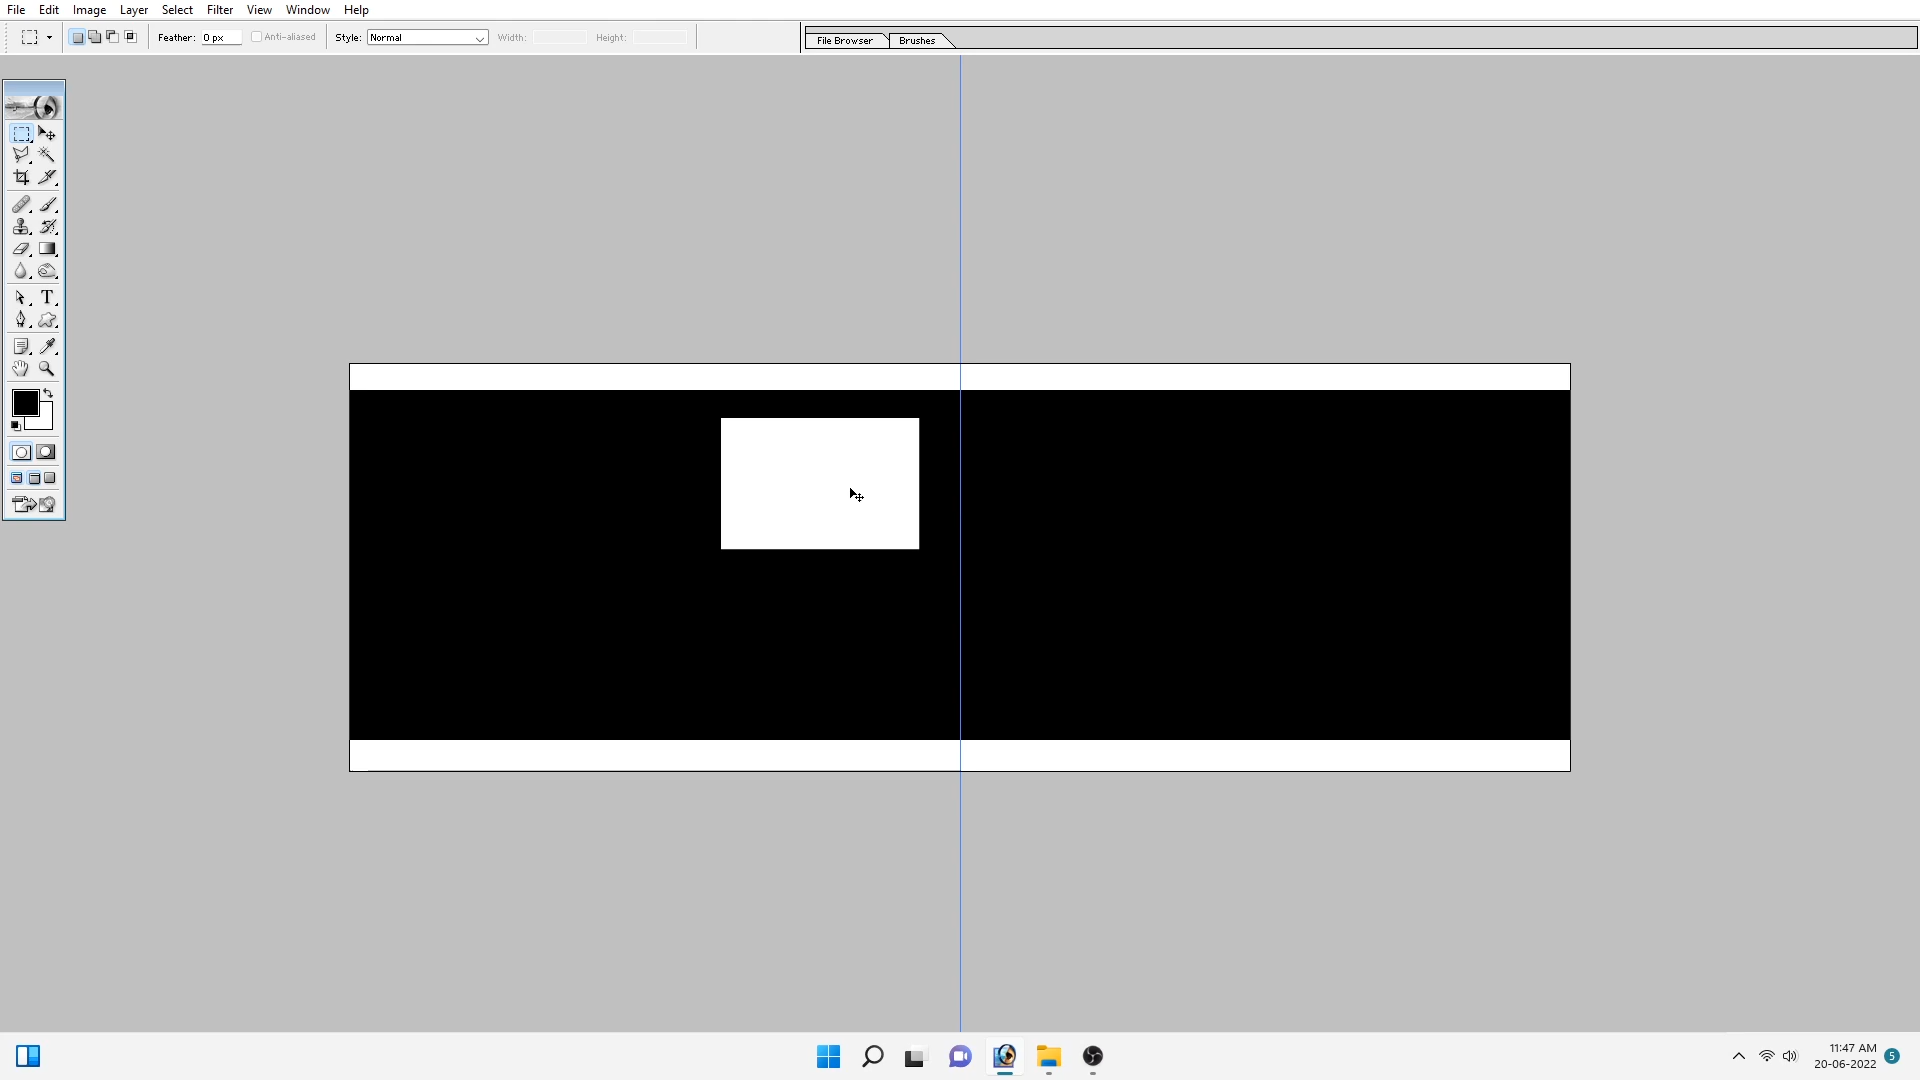 File Edit Image Layer Select Filter View Window Help
Feather: 0 px Anti-aliased Style: Normal Width: Height: File Browser Brushes
T
11:47 AM
20-06-2022 5